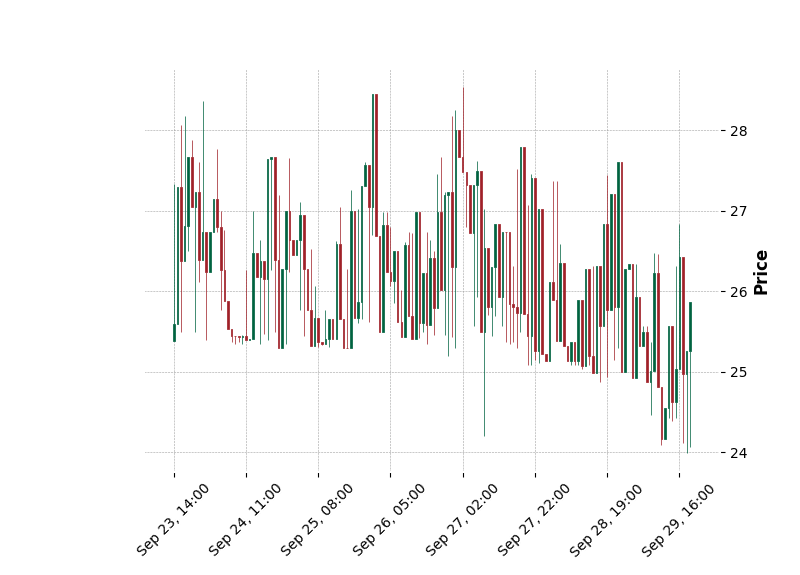 28
27
26
25
24
Price
Sep 23, 14:00
Sep 24, 11:00
Sep 25, 08:00
Sep 26, 05:00
Sep 27, 02:00
Sep 27, 22:00
Sep 28, 19:00
Sep 29, 16:00